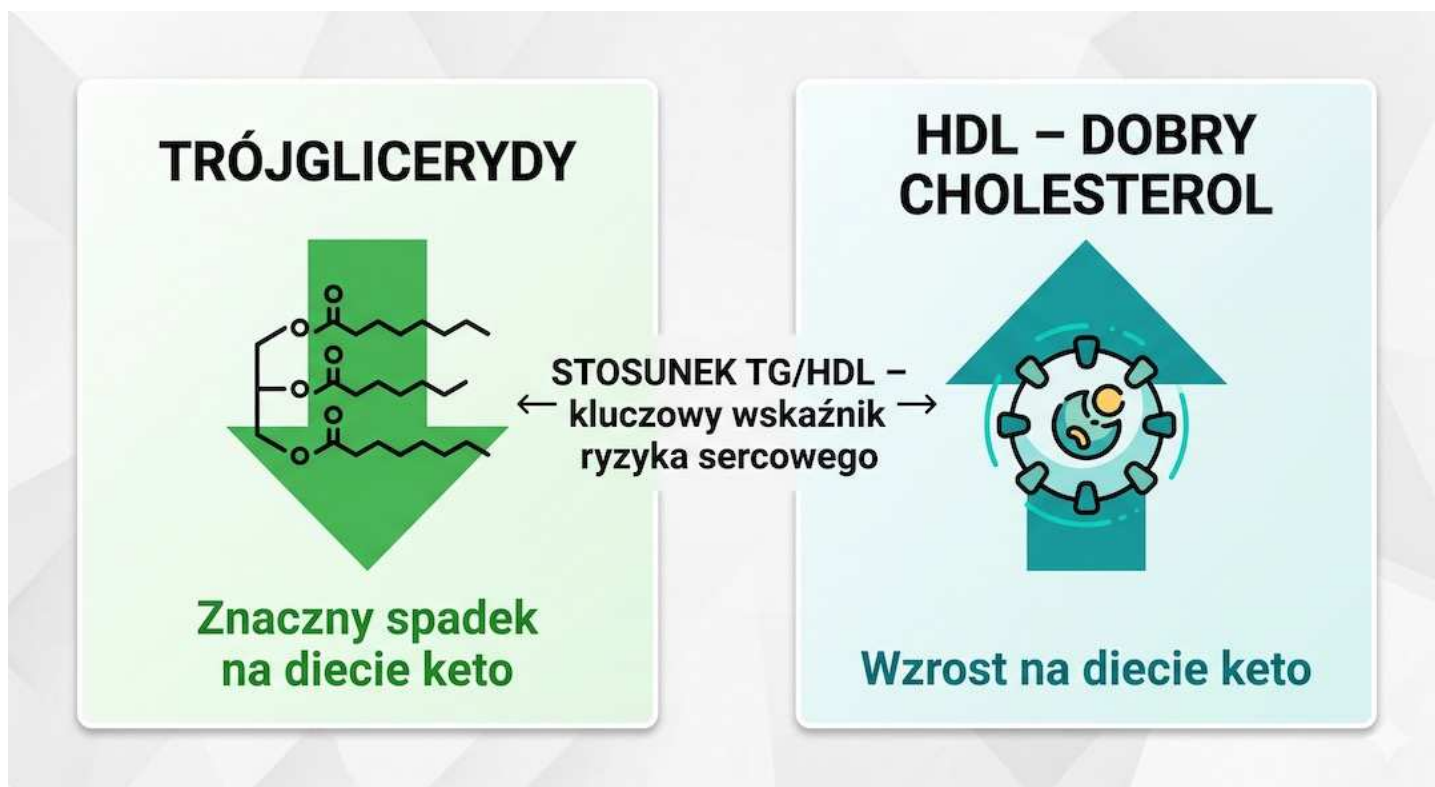 TRÓJGLICERYDY
O
O
O
O
O
O
Znaczny spadek
na diecie keto
STOSUNEK TG/HDL –
← kluczowy wskaźnik →
ryzyka sercowego
HDL – DOBRY
CHOLESTEROL
Wzrost na diecie keto